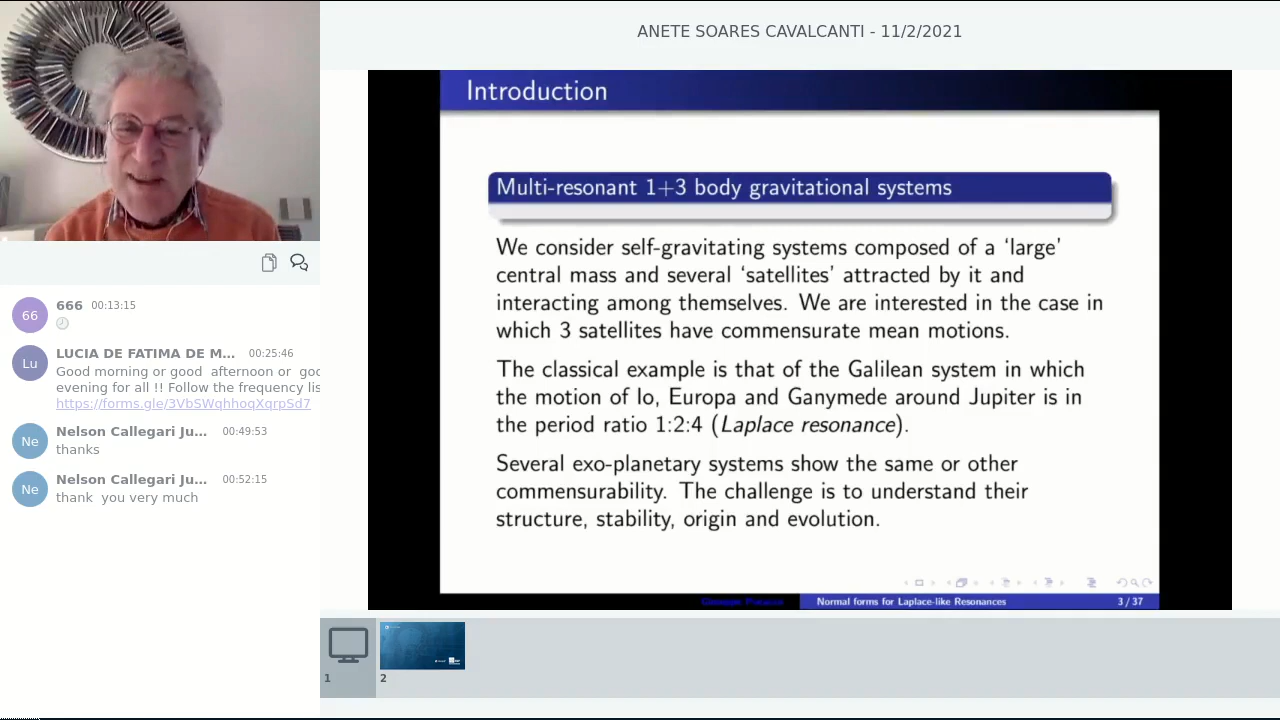 ANETE SOARES CAVALCANTI - 11/2/2021
66
666 00:13:15
Lu
LUCIA DE FATIMA DE M... 00:25:46
Good morning or good afternoon or goo
evening for all !! Follow the frequency lis
https://forms.gle/3VbSWqhhoqXqrpSd7
Ne
Nelson Callegari Ju... 00:49:53
thanks
Ne
Nelson Callegari Ju... 00:52:15
thank you very much
Introduction
Multi-resonant 1+3 body gravitational systems
We consider self-gravitating systems composed of a ‘large’
central mass and several ‘satellites’ attracted by it and
interacting among themselves. We are interested in the case in
which 3 satellites have commensurate mean motions.
The classical example is that of the Galilean system in which
the motion of Io, Europa and Ganymede around Jupiter is in
the period ratio 1:2:4 (Laplace resonance).
Several exo-planetary systems show the same or other
commensurability. The challenge is to understand their
structure, stability, origin and evolution.
Normal forms for Laplace-like Resonances
3 / 37
1
2